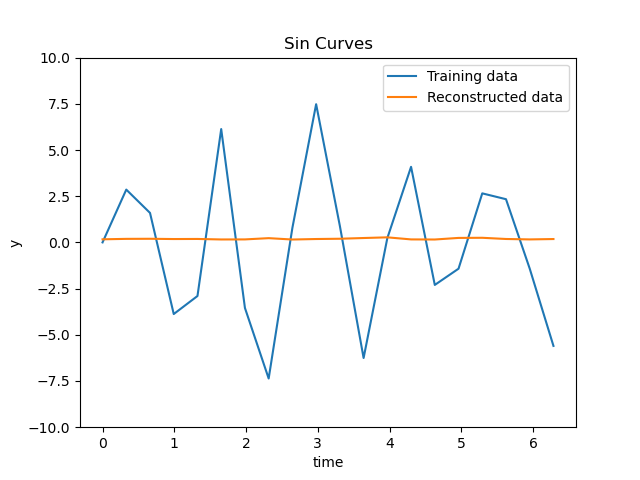 Sin Curves
Training data
Reconstructed data
10.0
7.5
5.0
2.5
0.0
−2.5
−5.0
−7.5
−10.0
y
0 1 2 3 4 5 6
time